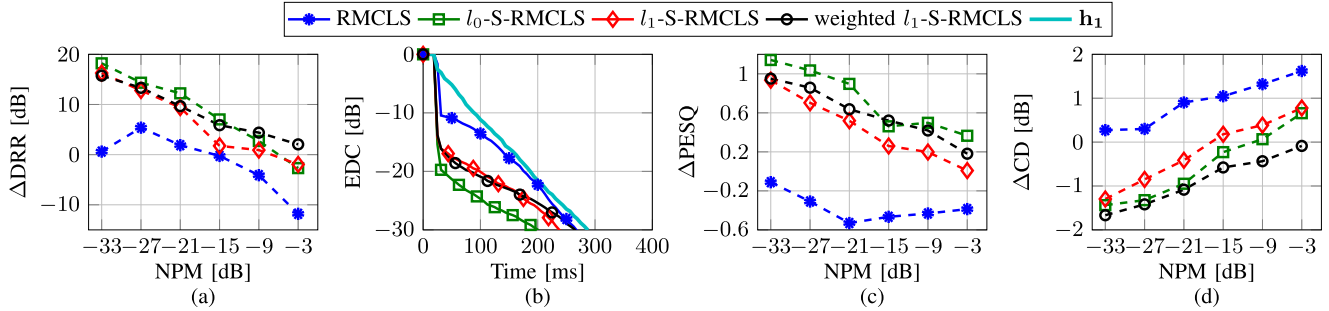 RMCLS l₀-S-RMCLS l₁-S-RMCLS weighted l₁-S-RMCLS h₁
20
10
0
−10
ΔDRR [dB]
−33 −27 −21 −15 −9 −3
NPM [dB]
(a)
0
−10
−20
−30
EDC [dB]
0 100 200 300 400
Time [ms]
(b)
1
0.6
0.2
−0.2
−0.6
ΔPESQ
−33 −27 −21 −15 −9 −3
NPM [dB]
(c)
2
1
0
−1
−2
ΔCD [dB]
−33 −27 −21 −15 −9 −3
NPM [dB]
(d)